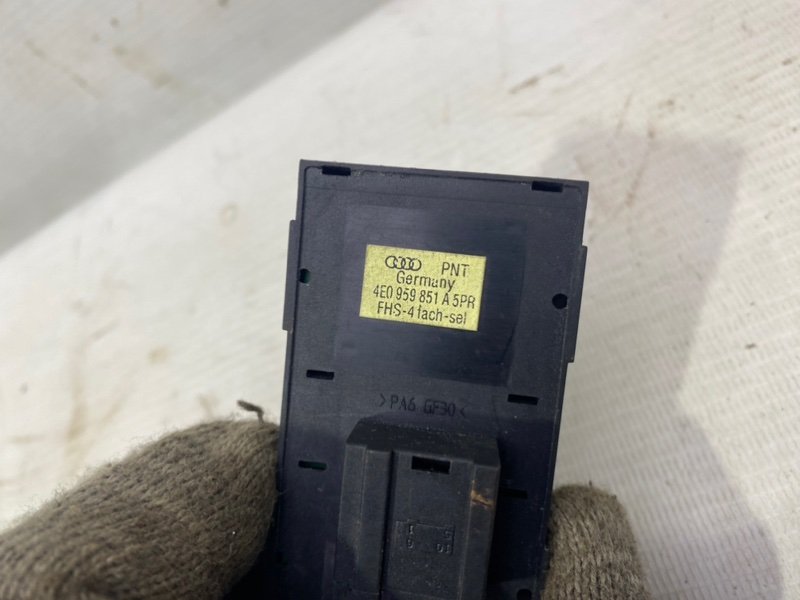 PNT
Germany
4E0 959 851 A 5PR
FHS-4fach-sel
>PA6 GF30<